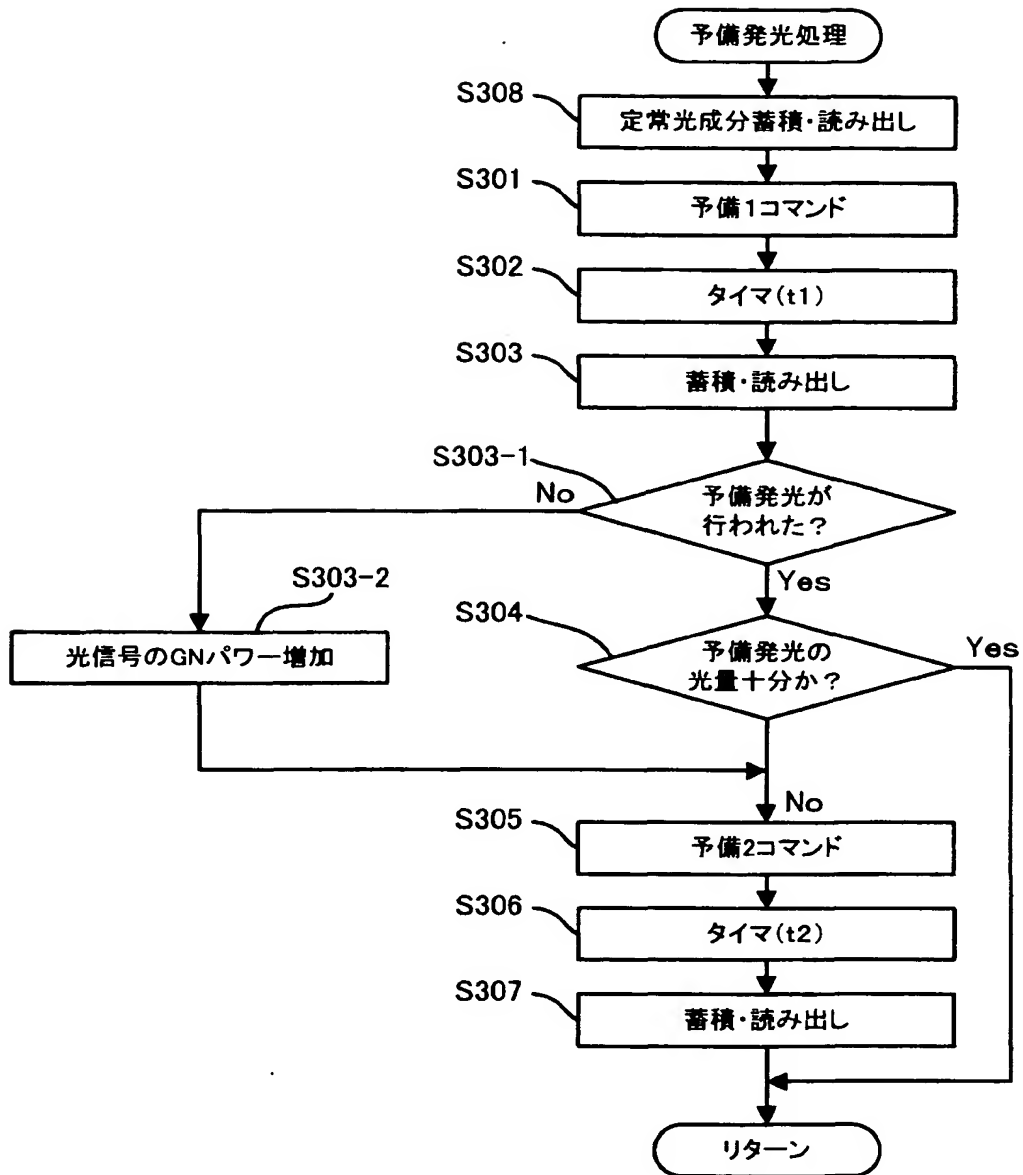 予備発光処理
S308
定常光成分蓄積・読み出し
S301
予備1コマンド
S302
タイマ(t1)
S303
蓄積・読み出し
S303-1
No
予備発光が
行われた?
Yes
S303-2
光信号のGNパワー増加
S304
予備発光の
光量十分か?
Yes
No
S305
予備2コマンド
S306
タイマ(t2)
S307
蓄積・読み出し
リターン